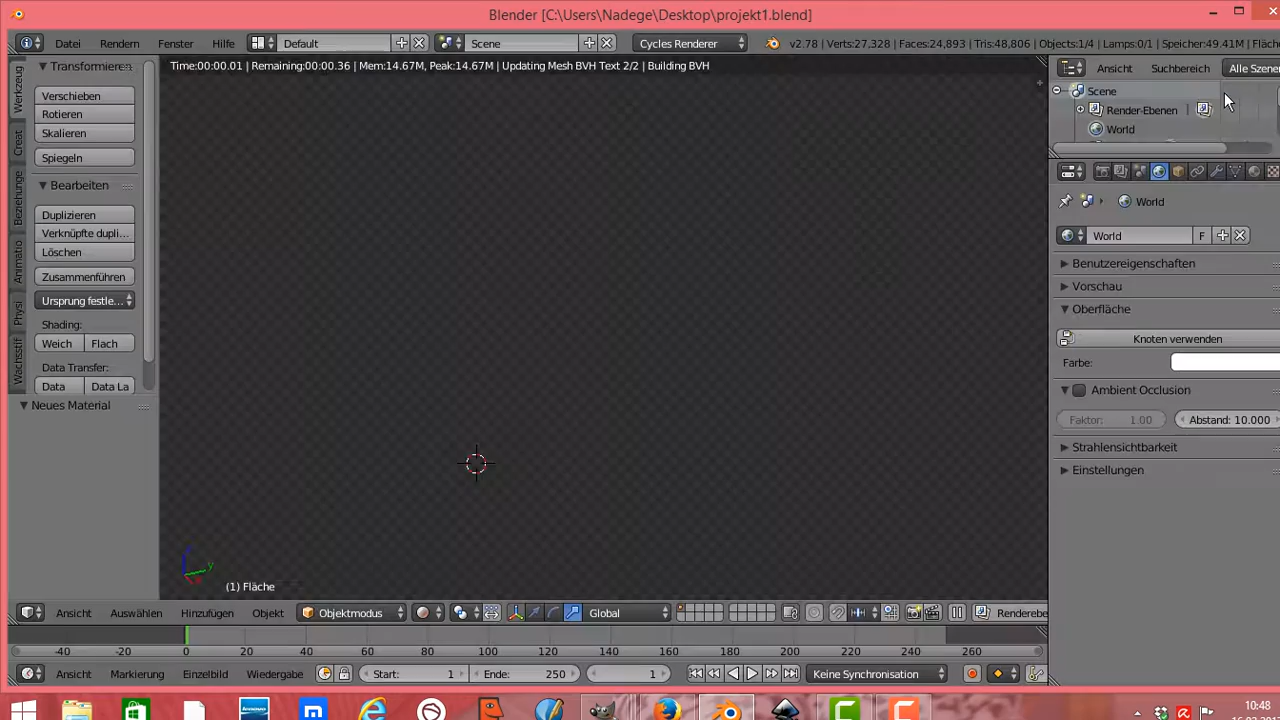 Blender [C:\Users\Nadege\Desktop\projekt1.blend]
Datei Rendern Fenster Hilfe Default Scene Cycles Renderer v2.78 | Verts:27,328 | Faces:24,893 | Tris:48,806 | Objects:1/4 | Lamps:0/1 | Speicher:49.41M | Fläche
Time:00:00.01 | Remaining:00:00.36 | Mem:14.67M, Peak:14.67M | Updating Mesh BVH Text 2/2 | Building BVH
Werkzeug
Creat
Beziehunge
Animatio
Physi
Wachsstif
Transformieren
Verschieben
Rotieren
Skalieren
Spiegeln
Bearbeiten
Duplizieren
Verknüpfte dupli...
Löschen
Zusammenführen
Ursprung festle...
Shading:
Weich Flach
Data Transfer:
Data Data La
Neues Material
(1) Fläche
Ansicht Suchbereich Alle Szenen
Scene
Render-Ebenen
World
World
World F
Benutzereigenschaften
Vorschau
Oberfläche
Knoten verwenden
Farbe:
Ambient Occlusion
Faktor: 1.00 Abstand: 10.000
Strahlensichtbarkeit
Einstellungen
Ansicht Auswählen Hinzufügen Objekt Objektmodus Global Renderebe
-40 -20 0 20 40 60 80 100 120 140 160 180 200 220 240 260
Ansicht Markierung Einzelbild Wiedergabe Start: 1 Ende: 250 1 Keine Synchronisation
lenovo
10:48